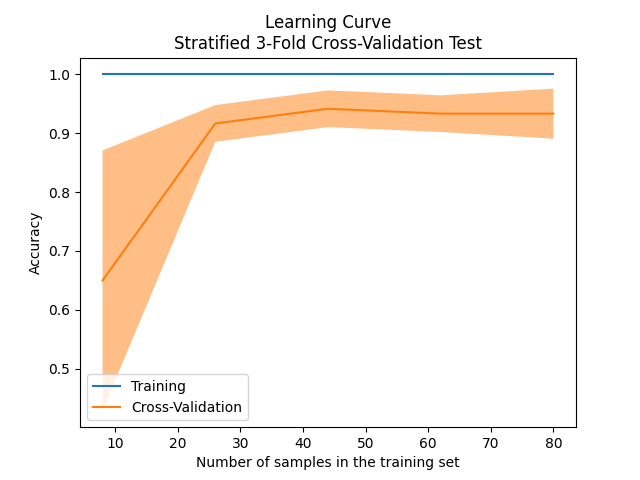 Learning Curve
Stratified 3-Fold Cross-Validation Test
1.0
0.9
0.8
0.7
0.6
0.5
Accuracy
Training
Cross-Validation
10 20 30 40 50 60 70 80
Number of samples in the training set